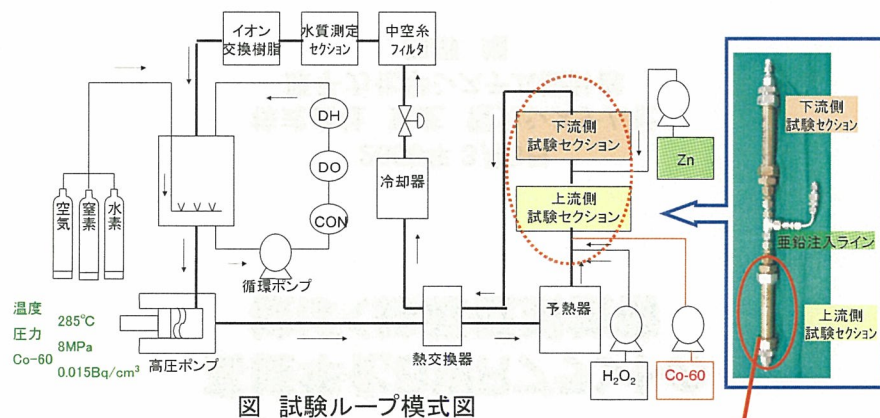 イオン
交換樹脂
水質測定
セクション
中空糸
フィルタ
下流側
試験セクション
Zn
上流側
試験セクション
DH
DO
CON
冷却器
空気
窒素
水素
循環ポンプ
温度
285℃
圧力
8MPa
Co-60
0.015Bq/cm³
高圧ポンプ
熱交換器
予熱器
H₂O₂
Co-60
下流側
試験セクション
亜鉛注入ライン
上流側
試験セクション
図 試験ループ模式図